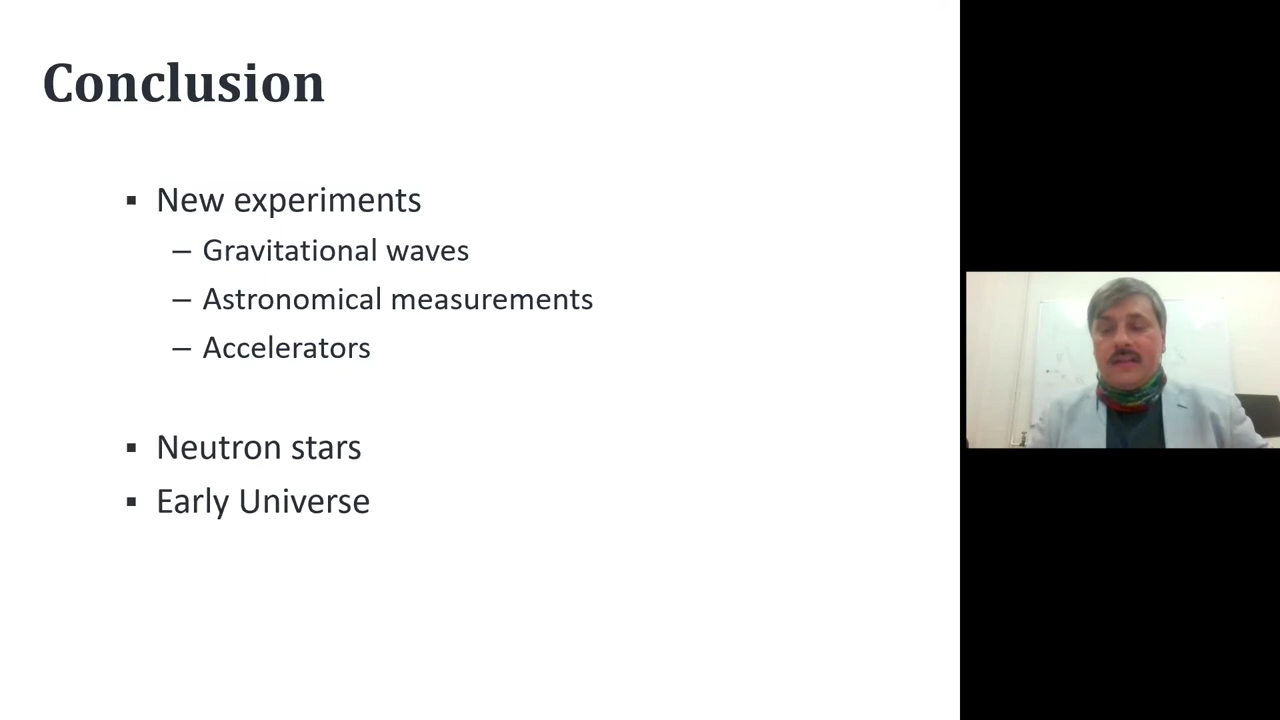 Conclusion
▪ New experiments
– Gravitational waves
– Astronomical measurements
– Accelerators
▪ Neutron stars
▪ Early Universe